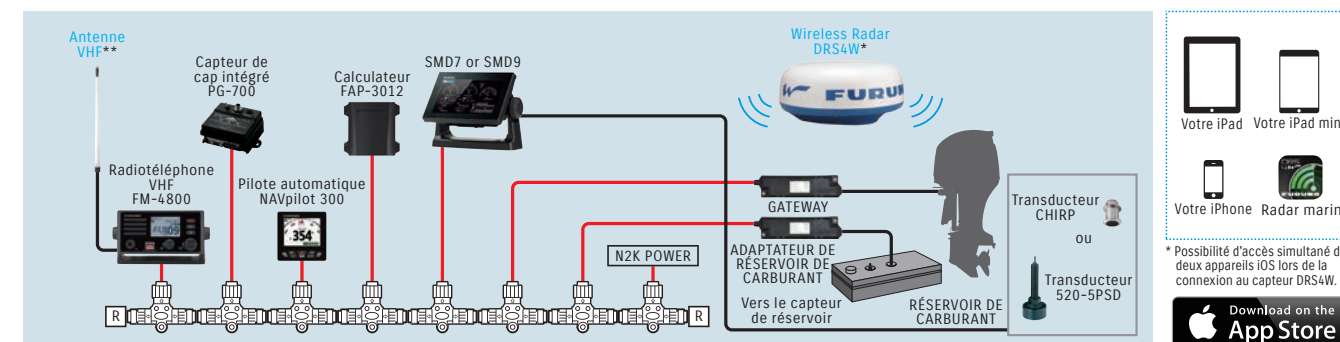 Antenne
VHF**
Capteur de
cap intégré
PG-700
Calculateur
FAP-3012
SMD7 or SMD9
Wireless Radar
DRS4W*
FURU
Radiotéléphone
VHF
FM-4800
Pilote automatique
NAVpilot 300
354
GATEWAY
ADAPTATEUR DE
RÉSERVOIR DE
CARBURANT
N2K POWER
Vers le capteur
de réservoir
RÉSERVOIR DE
CARBURANT
Transducteur
CHIRP
ou
Transducteur
520-5PSD
R
R
Votre iPad
Votre iPad min
Votre iPhone
Radar marin
* Possibilité d'accès simultané d
deux appareils iOS lors de la
connexion au capteur DRS4W.
Download on the
App Store